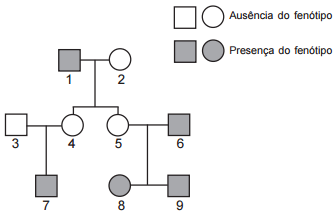 Ausência do fenótipo
Presença do fenótipo
1 2
3 4 5 6
7 8 9